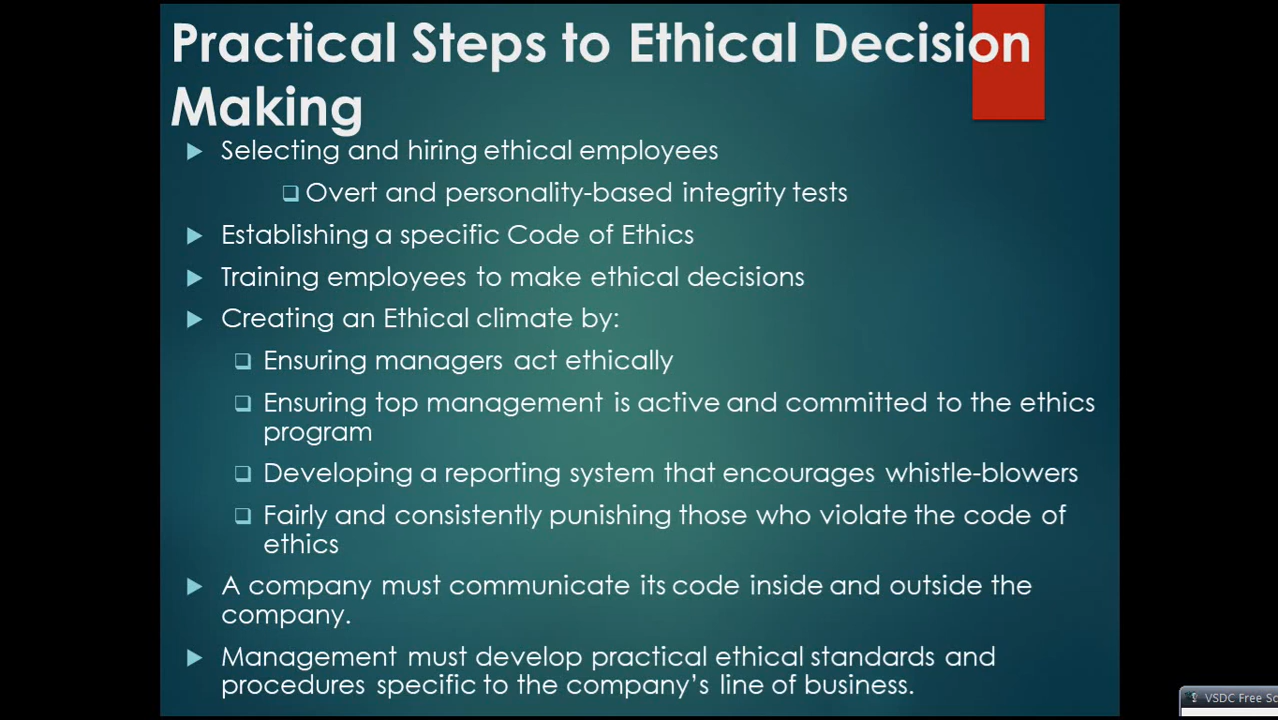 Practical Steps to Ethical Decision
Making
Selecting and hiring ethical employees
Overt and personality-based integrity tests
Establishing a specific Code of Ethics
Training employees to make ethical decisions
Creating an Ethical climate by:
Ensuring managers act ethically
Ensuring top management is active and committed to the ethics
program
Developing a reporting system that encourages whistle-blowers
Fairly and consistently punishing those who violate the code of
ethics
A company must communicate its code inside and outside the
company.
Management must develop practical ethical standards and
procedures specific to the company’s line of business.
VSDC Free Sc